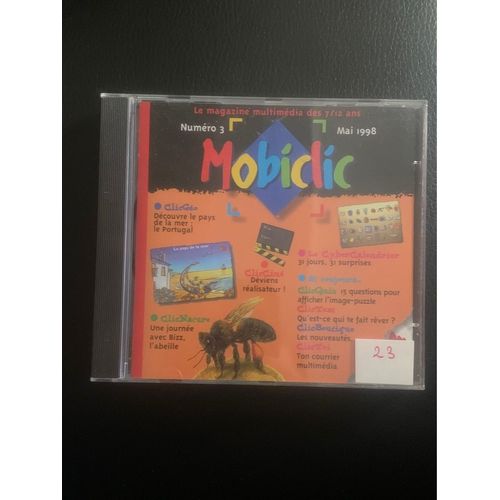 Le magazine multimédia des 7/12 ans
Numéro 3
Mai 1998
Mobiclic
ClicGéo
Découvre le pays
de la mer :
le Portugal
Le pays de la mer
ClicCiné
Deviens
réalisateur !
Le CyberCalendrier
31 jours, 31 surprises
ClicNature
Une journée
avec Bizz,
l'abeille
Et toujours...
ClicQuiz 15 questions pour
afficher l'image-puzzle
ClicTest
Qu'est-ce qui te fait rêver ?
ClicBoutique
Les nouveautés
Ton courrier
multimédia
23